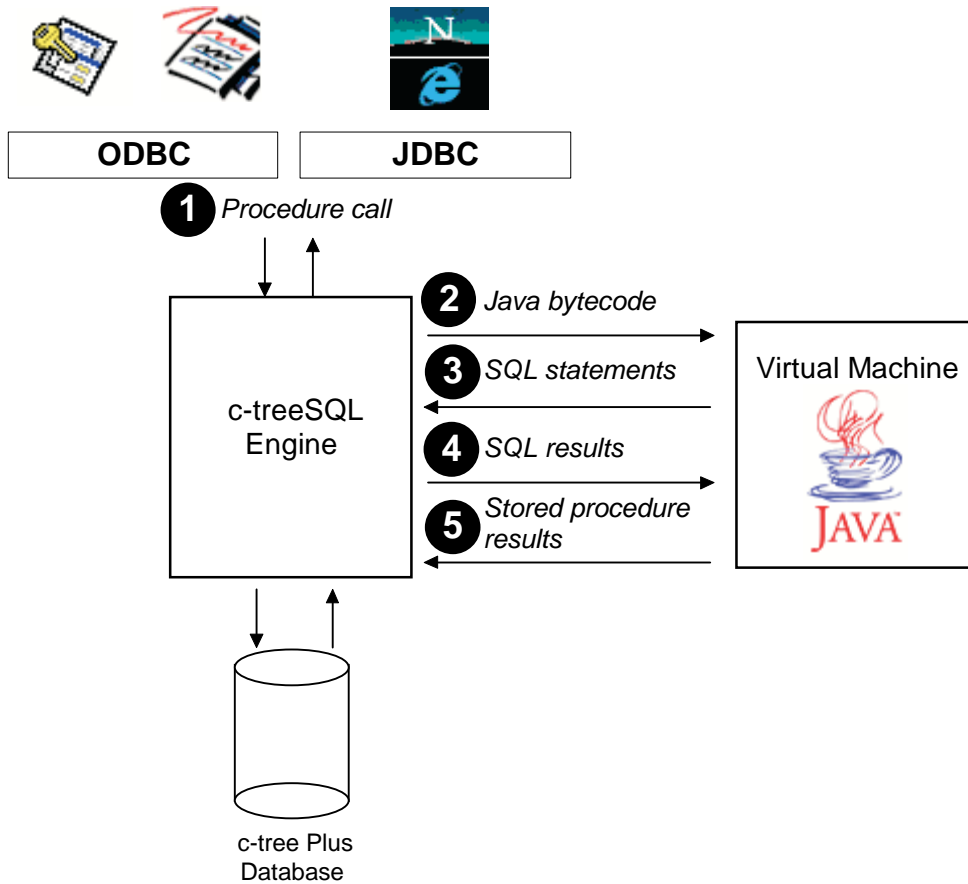 N
e
ODBC
JDBC
1 Procedure call
2 Java bytecode
3 SQL statements
4 SQL results
5 Stored procedure
results
c-treeSQL
Engine
Virtual Machine
JAVA™
c-tree Plus
Database